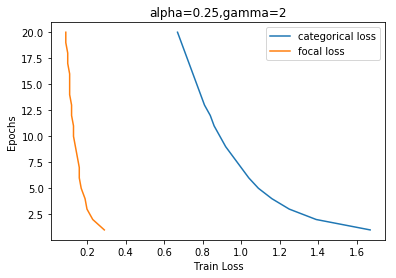 alpha=0.25,gamma=2
categorical loss
focal loss
Epochs
20.0
17.5
15.0
12.5
10.0
7.5
5.0
2.5
0.2 0.4 0.6 0.8 1.0 1.2 1.4 1.6
Train Loss